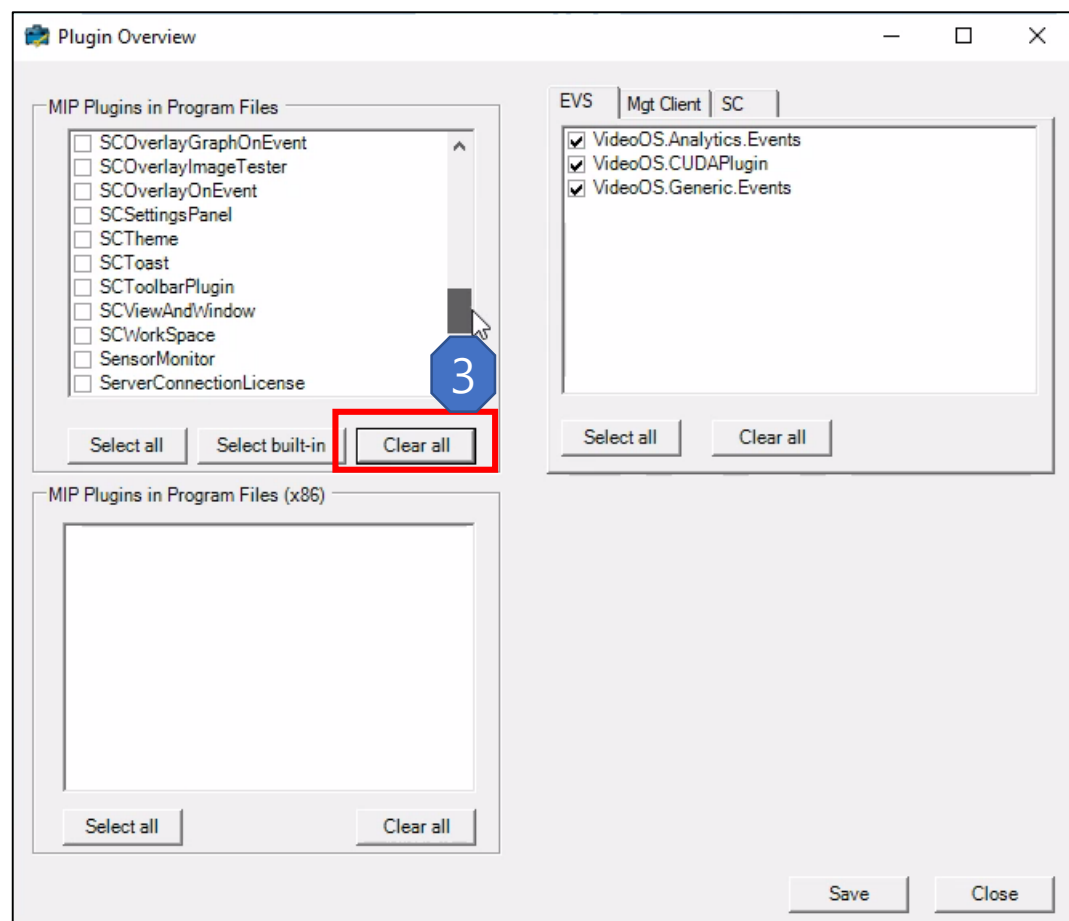 Plugin Overview
MIP Plugins in Program Files
SCOverlayGraphOnEvent
SCOverlayImageTester
SCOverlayOnEvent
SCSettingsPanel
SCTheme
SCToast
SCToolbarPlugin
SCViewAndWindow
SCWorkSpace
SensorMonitor
ServerConnectionLicense
3
Select all
Select built-in
Clear all
EVS
Mgt Client
SC
VideoOS.Analytics.Events
VideoOS.CUDAPlugin
VideoOS.Generic.Events
Select all
Clear all
MIP Plugins in Program Files (x86)
Select all
Clear all
Save
Close